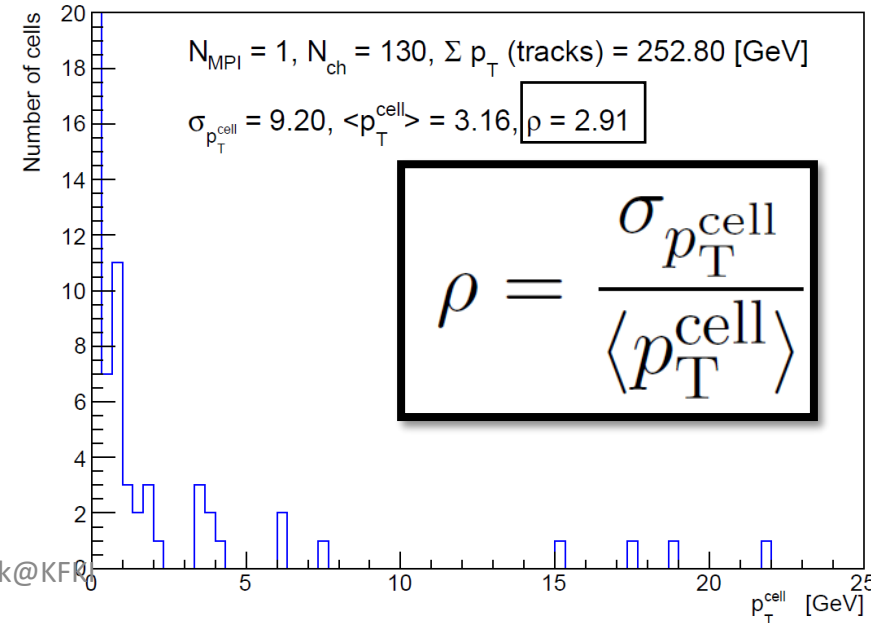 Number of cells
20
18
16
14
12
10
8
6
4
2
0
N_MPI = 1, N_ch = 130, Σ p_T (tracks) = 252.80 [GeV]
σ_{p_T^cell} = 9.20, <p_T^cell> = 3.16, ρ = 2.91
ρ = σ_{p_T^cell} / ⟨p_T^cell⟩
k@KFKI
0 5 10 15 20 25
p_T^cell [GeV]